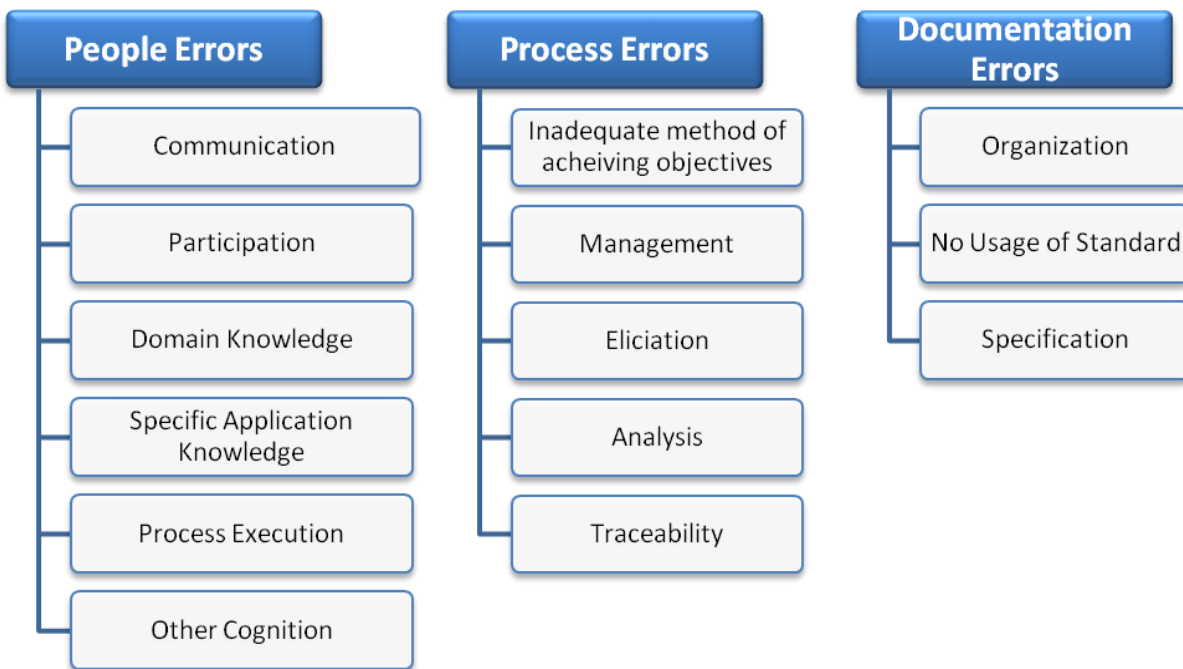 People Errors
Communication
Participation
Domain Knowledge
Specific Application
Knowledge
Process Execution
Other Cognition
Process Errors
Inadequate method of
acheiving objectives
Management
Eliciation
Analysis
Traceability
Documentation
Errors
Organization
No Usage of Standard
Specification